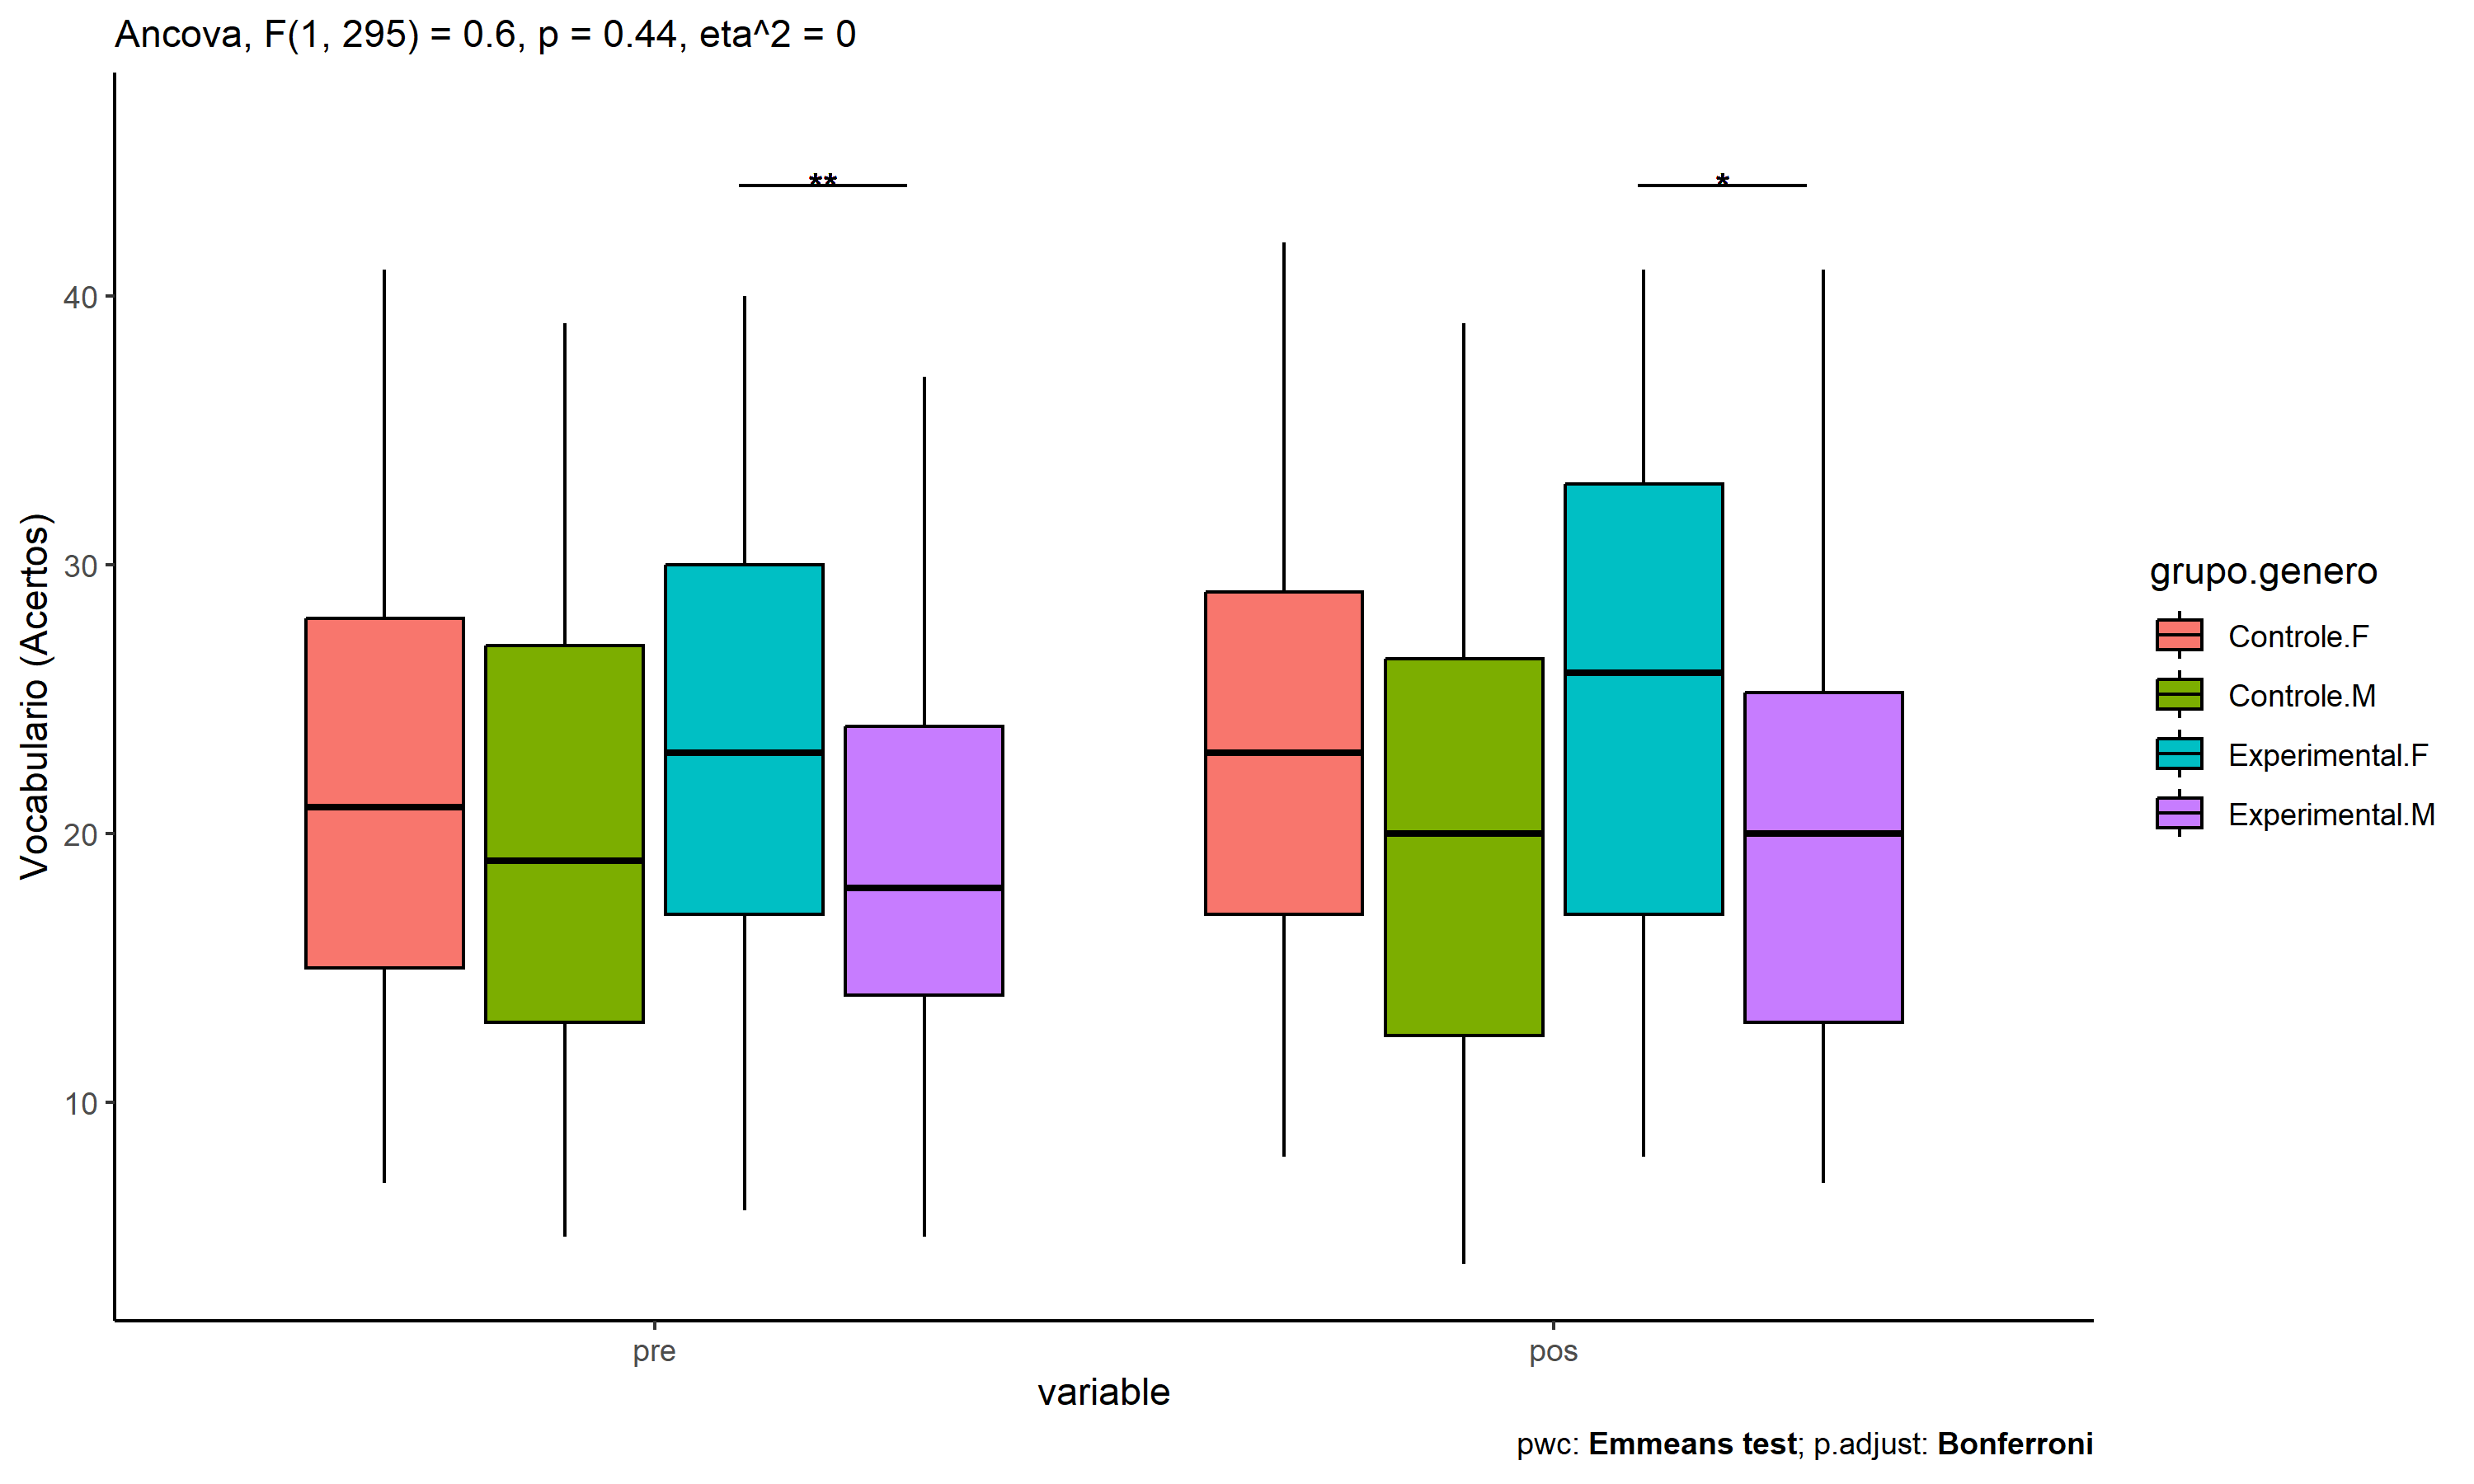 Ancova, F(1, 295) = 0.6, p = 0.44, eta^2 = 0
** *
40
30
20
10
Vocabulario (Acertos)
pre pos
variable
grupo.genero
Controle.F
Controle.M
Experimental.F
Experimental.M
pwc: Emmeans test; p.adjust: Bonferroni